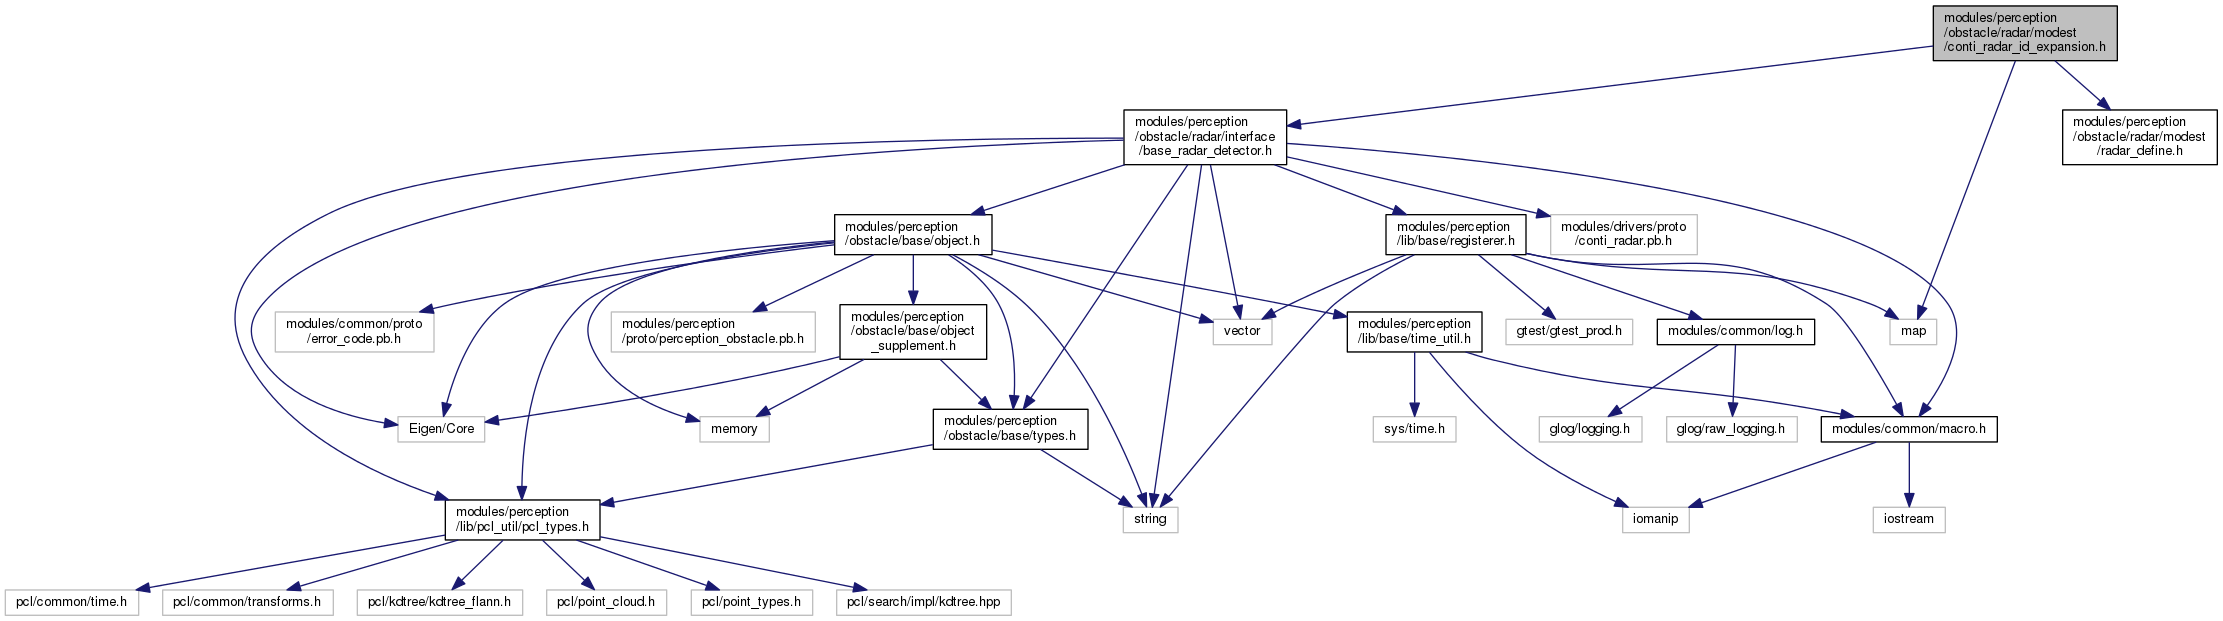 modules/perception
/obstacle/radar/modest
/conti_radar_id_expansion.h
modules/perception
/obstacle/radar/interface
/base_radar_detector.h
modules/perception
/obstacle/radar/modest
/radar_define.h
modules/perception
/obstacle/base/object.h
modules/perception
/lib/base/registerer.h
modules/drivers/proto
/conti_radar.pb.h
modules/common/proto
/error_code.pb.h
modules/perception
/proto/perception_obstacle.pb.h
modules/perception
/obstacle/base/object
_supplement.h
vector
modules/perception
/lib/base/time_util.h
gtest/gtest_prod.h
modules/common/log.h
map
Eigen/Core
memory
modules/perception
/obstacle/base/types.h
sys/time.h
glog/logging.h
glog/raw_logging.h
modules/common/macro.h
modules/perception
/lib/pcl_util/pcl_types.h
string
iomanip
iostream
pcl/common/time.h
pcl/common/transforms.h
pcl/kdtree/kdtree_flann.h
pcl/point_cloud.h
pcl/point_types.h
pcl/search/impl/kdtree.hpp